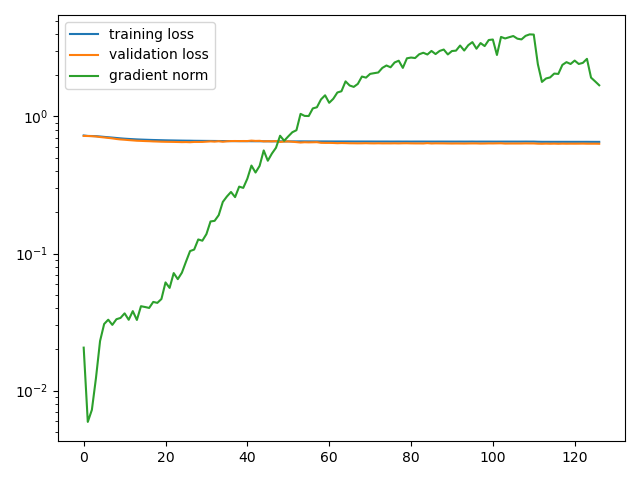 training loss
validation loss
gradient norm
10⁰
10⁻¹
10⁻²
0 20 40 60 80 100 120